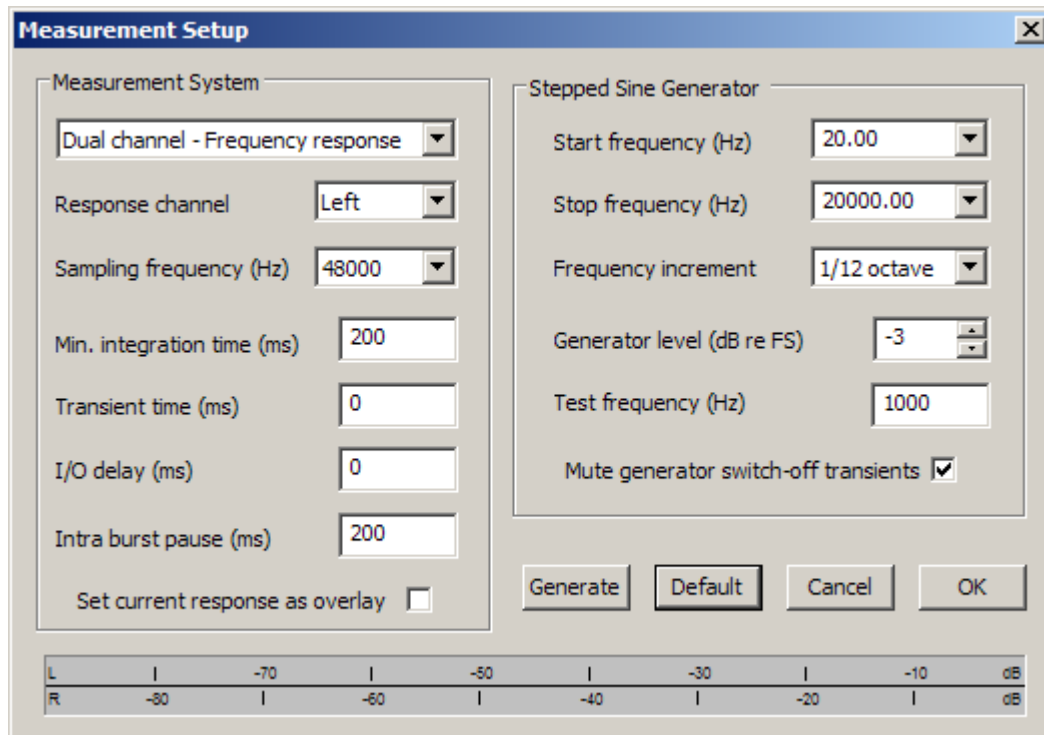 Measurement Setup
Measurement System
Dual channel - Frequency response
Response channel Left
Sampling frequency (Hz) 48000
Min. integration time (ms) 200
Transient time (ms) 0
I/O delay (ms) 0
Intra burst pause (ms) 200
Set current response as overlay
Stepped Sine Generator
Start frequency (Hz) 20.00
Stop frequency (Hz) 20000.00
Frequency increment 1/12 octave
Generator level (dB re FS) -3
Test frequency (Hz) 1000
Mute generator switch-off transients
Generate Default Cancel OK
L -70 -50 -30 -10 dB
R -80 -60 -40 -20 dB